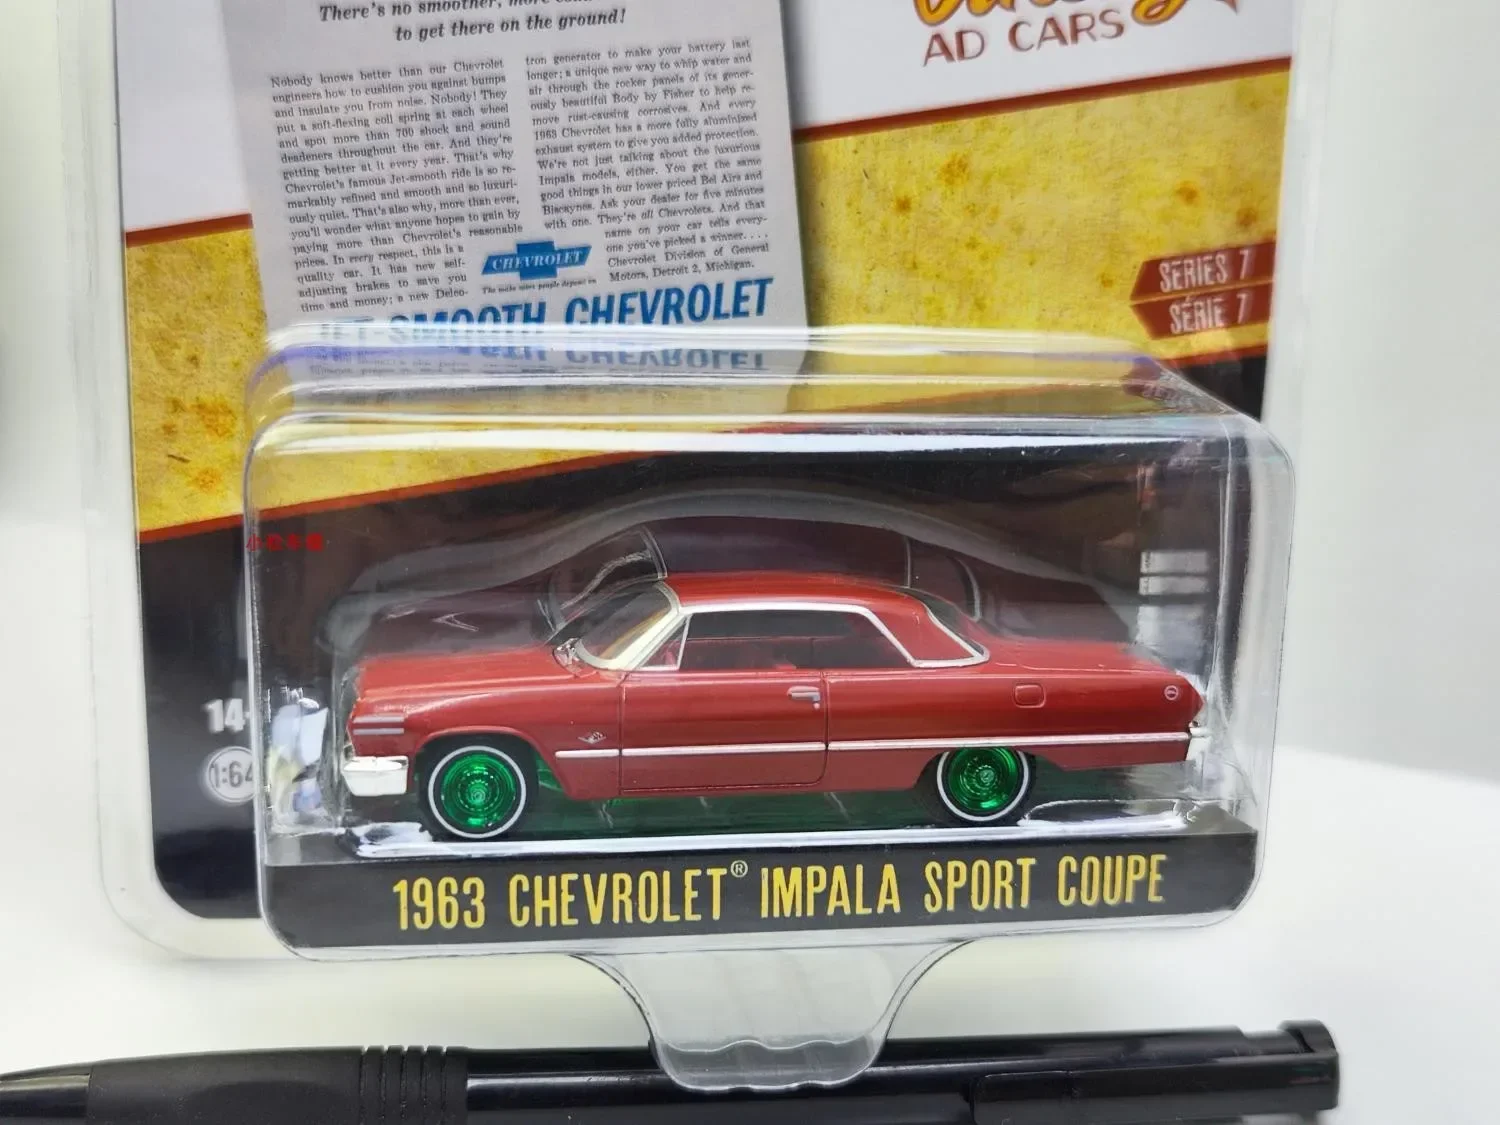 There's no smoother, more
to get there on the ground!
AD CARS
Nobody knows better than our Chevrolet
engineers how to cushion you against bumps
and insulate you from noise. Nobody! They
put a soft-flexing coil spring at each wheel
and spot more than 700 shock and sound
deadeners throughout the car. And they're
getting better at it every year. That's why
Chevrolet's famous Jet-smooth ride is so re-
markably refined and smooth and so luxuri-
ously quiet. That's also why, more than ever,
you'll wonder what anyone hopes to gain by
paying more than Chevrolet's reasonable
prices. In every respect, this is a
quality car. It has new self-
adjusting brakes to save you
time and money; a new Delco-
tron generator to make your battery last
longer; a unique new way to whip water and
air through the rocker panels of its gener-
ously beautiful Body by Fisher to help re-
move rust-causing corrosives. And every
1963 Chevrolet has a more fully aluminized
exhaust system to give you added protection.
We're not just talking about the luxurious
Impala models, either. You get the same
good things in our lower priced Bel Airs and
Biscaynes. Ask your dealer for five minutes
with one. They're all Chevrolets. And that
name on your car tells every-
one you've picked a winner. . . .
Chevrolet Division of General
Motors, Detroit 2, Michigan.
CHEVROLET
The make more people depend on
JET-SMOOTH CHEVROLET
SERIES 7
SÉRIE 7
14+
1:64
1963 CHEVROLET® IMPALA SPORT COUPE